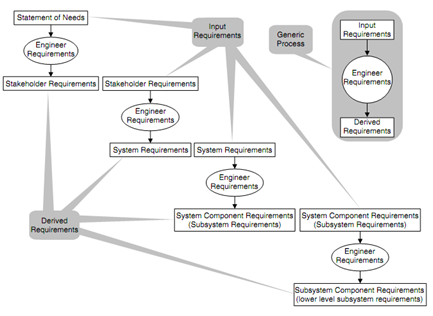 Statement of Needs
Input
Requirements
Generic
Process
Input
Requirements
Engineer
Requirements
Engineer
Requirements
Derived
Requirements
Stakeholder Requirements
Stakeholder Requirements
Engineer
Requirements
System Requirements
System Requirements
Engineer
Requirements
Derived
Requirements
System Component Requirements
(Subsystem Requirements)
System Component Requirements
(Subsystem Requirements)
Engineer
Requirements
Subsystem Component Requirements
(lower level subsystem requirements)